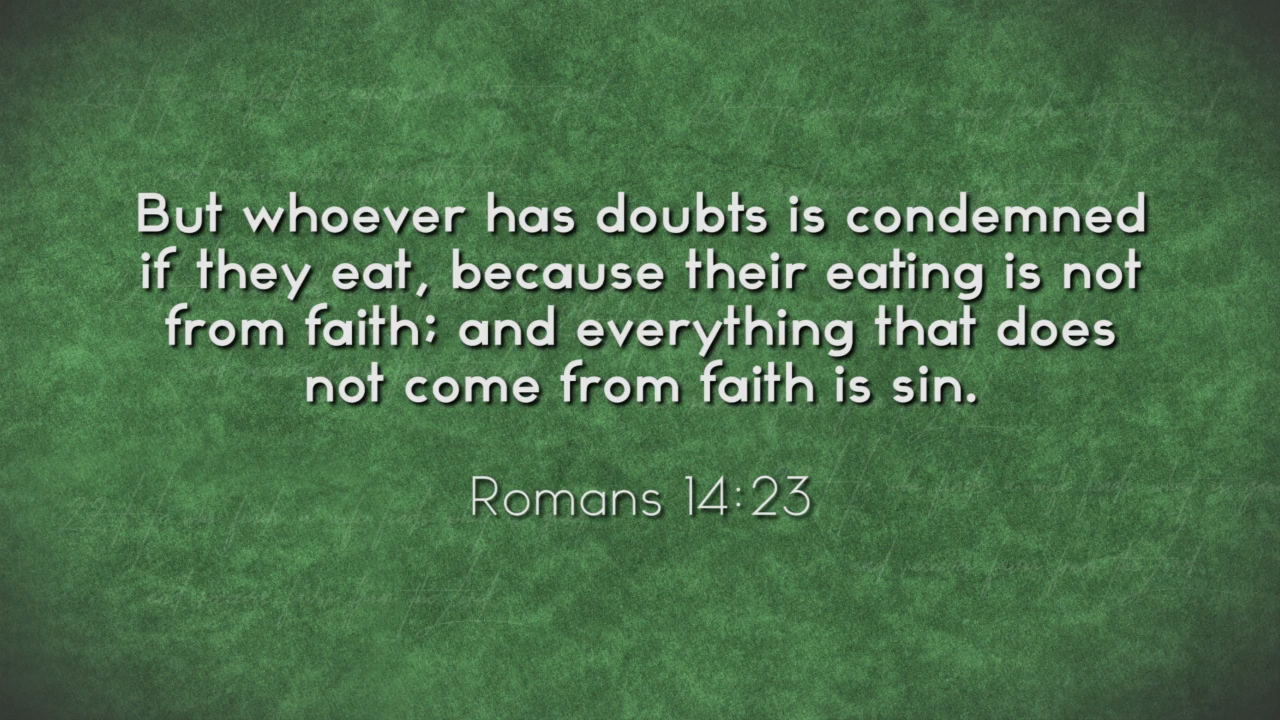 But whoever has doubts is condemned
if they eat, because their eating is not
from faith; and everything that does
not come from faith is sin.
Romans 14:23